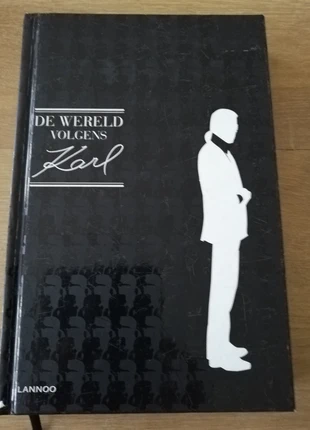 DE WERELD
VOLGENS
Karl
LANNOO